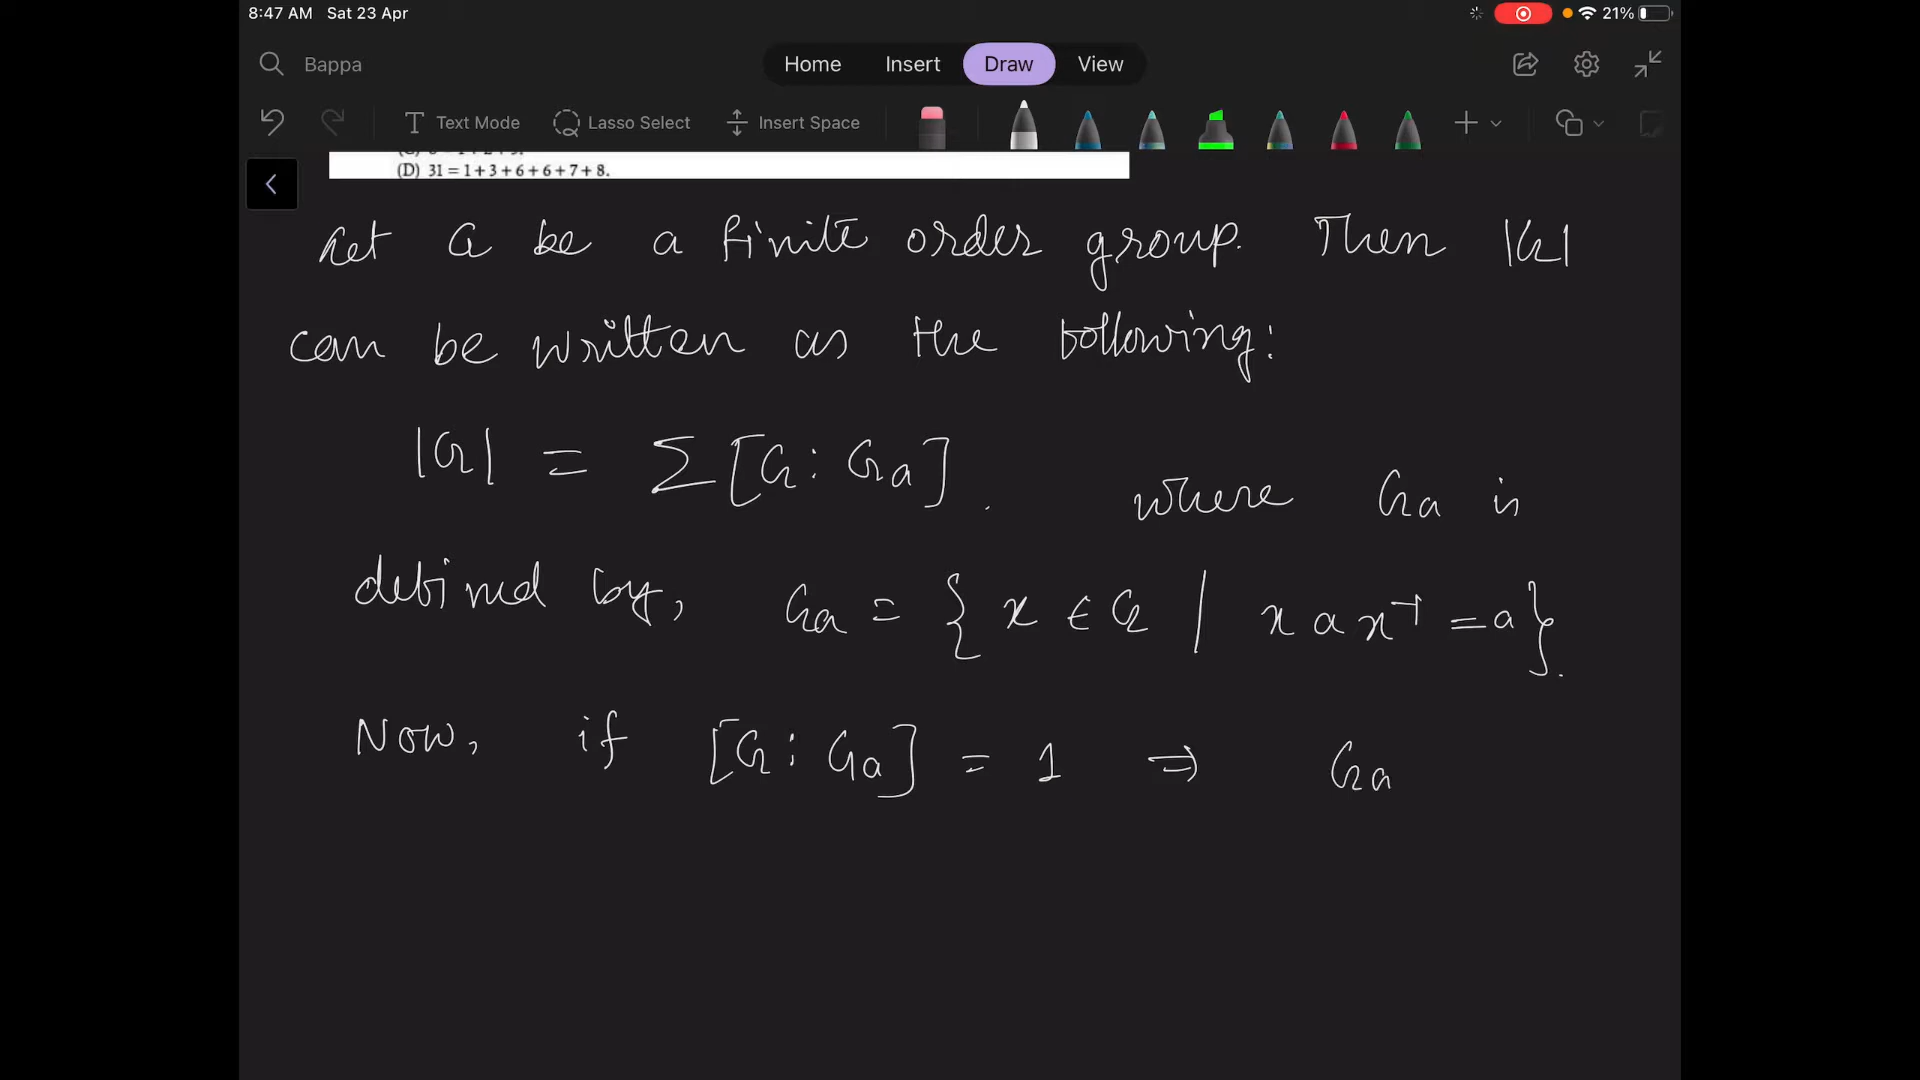 8:47 AM Sat 23 Apr 21%
Bappa Home Insert Draw View
Text Mode Lasso Select Insert Space
(D) 31 = 1 + 3 + 6 + 6 + 7 + 8.
Let G be a finite order group. Then |G|
can be written as the following:
|G| = Σ [G : Ga]. where Ga is
defined by, Ga = { x ∈ G | x a x⁻¹ = a}.
Now, if [G : Ga] = 1 ⇒ Ga